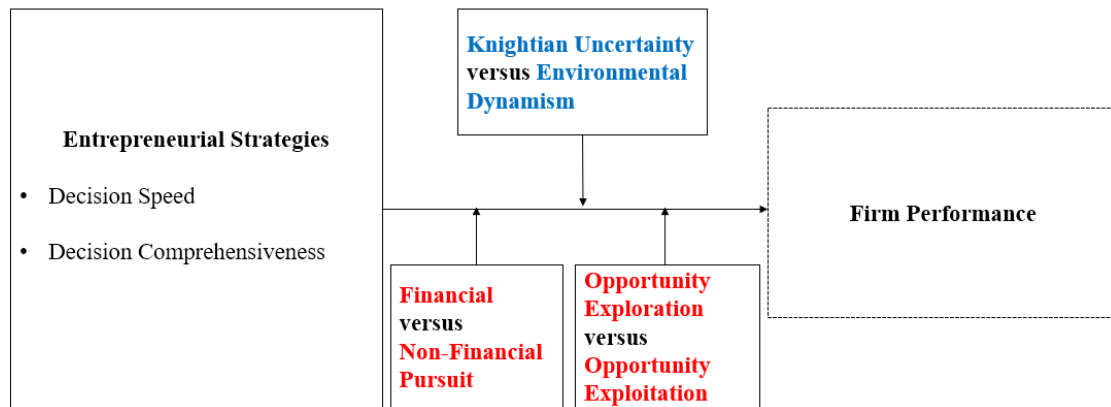 Knightian Uncertainty
versus Environmental
Dynamism
Entrepreneurial Strategies
• Decision Speed
• Decision Comprehensiveness
Firm Performance
Financial
versus
Non-Financial
Pursuit
Opportunity
Exploration
versus
Opportunity
Exploitation